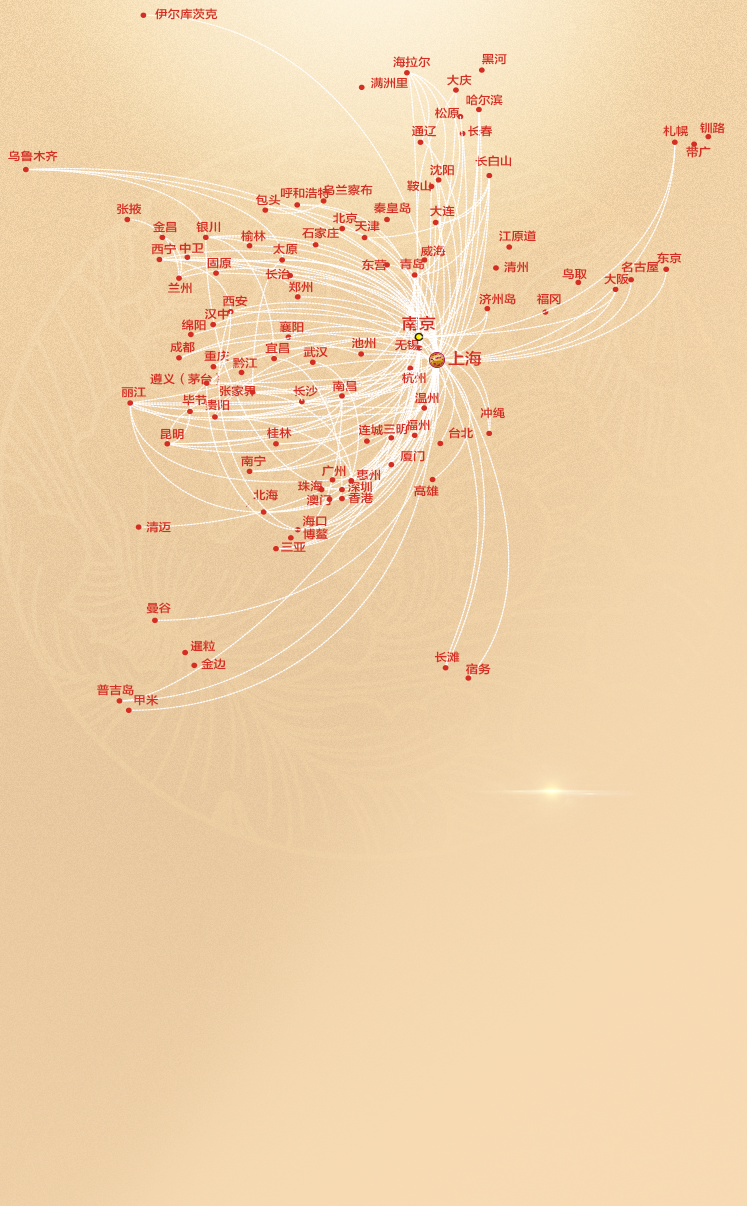 伊尔库茨克
黑河
海拉尔
满洲里
大庆
哈尔滨
松原
通辽
长春
钏路
札幌
带广
乌鲁木齐
长白山
沈阳
鞍山
乌兰察布
呼和浩特
包头
张掖
秦皇岛
大连
北京
天津
金昌
银川
榆林
石家庄
江原道
西宁
中卫
太原
威海
固原
长治
东营
青岛
清州
东京
名古屋
鸟取
大阪
兰州
郑州
西安
济州岛
福冈
汉中
绵阳
襄阳
南京
成都
重庆
黔江
宜昌
武汉
池州
无锡
上海
遵义（茅台）
杭州
丽江
张家界
长沙
南昌
毕节
贵阳
温州
冲绳
昆明
桂林
连城
三明
福州
台北
南宁
厦门
广州
惠州
珠海
深圳
澳门
香港
高雄
北海
清迈
海口
博鳌
三亚
曼谷
暹粒
金边
长滩
宿务
普吉岛
甲米